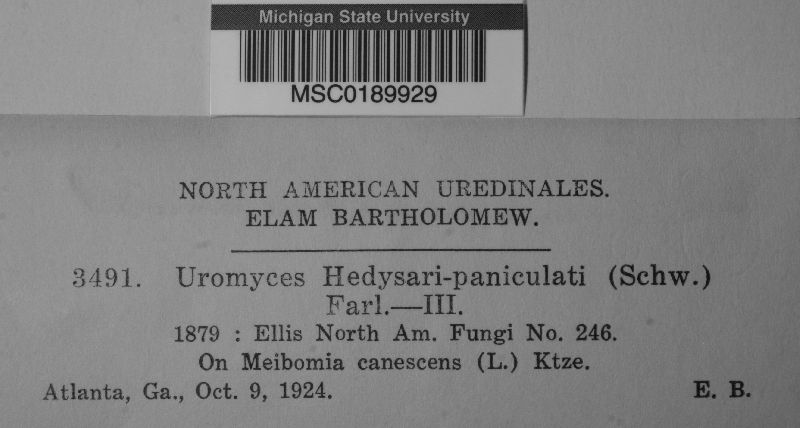 Michigan State University
MSC0189929
NORTH AMERICAN UREDINALES.
ELAM BARTHOLOMEW.
3491. Uromyces Hedysari-paniculati (Schw.)
Farl.—III.
1879 : Ellis North Am. Fungi No. 246.
On Meibomia canescens (L.) Ktze.
Atlanta, Ga., Oct. 9, 1924. E. B.